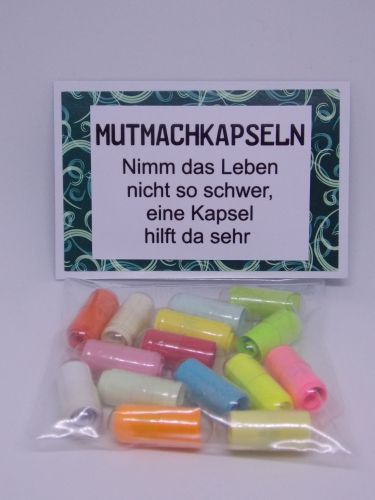 MUTMACHKAPSELN
Nimm das Leben
nicht so schwer,
eine Kapsel
hilft da sehr